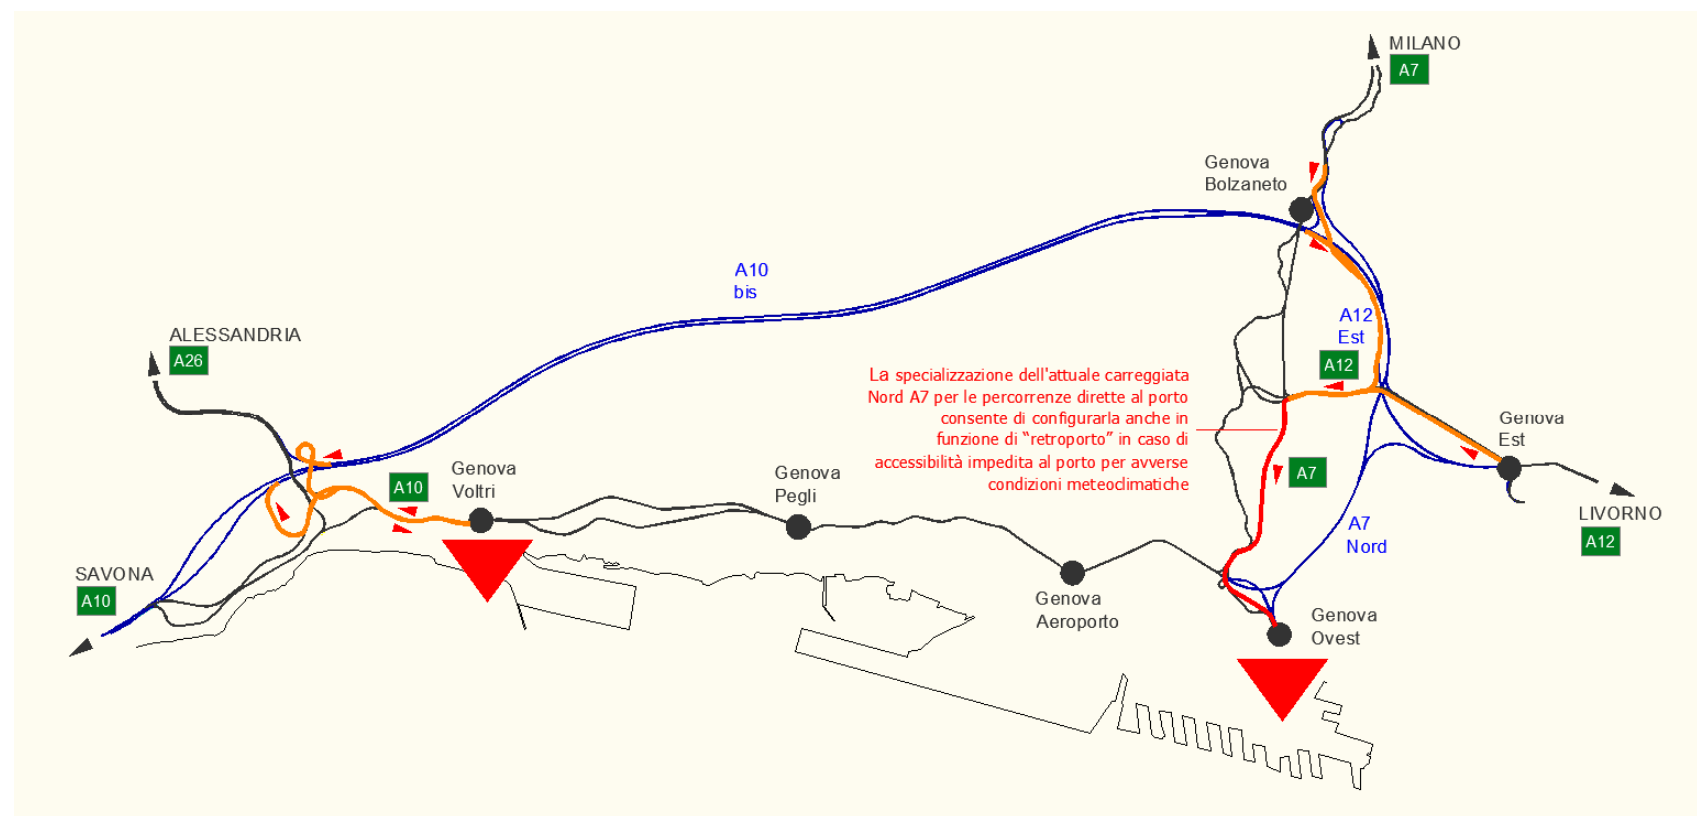 MILANO
A7
Genova
Bolzaneto
A10
bis
A12
Est
ALESSANDRIA
A26
A12
La specializzazione dell'attuale carreggiata
Nord A7 per le percorrenze dirette al porto
consente di configurarla anche in
funzione di “retroporto” in caso di
accessibilità impedita al porto per avverse
condizioni meteoclimatiche
Genova
Est
Genova
Voltri
A10
Genova
Pegli
A7
LIVORNO
A12
A7
Nord
SAVONA
A10
Genova
Aeroporto
Genova
Ovest